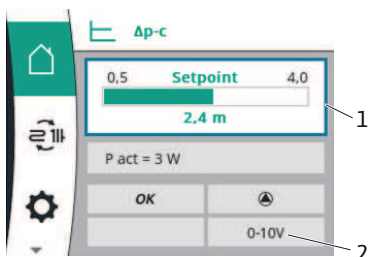 Δp-c
0,5 Setpoint 4,0
2,4 m
1
P act = 3 W
OK
0-10V
2